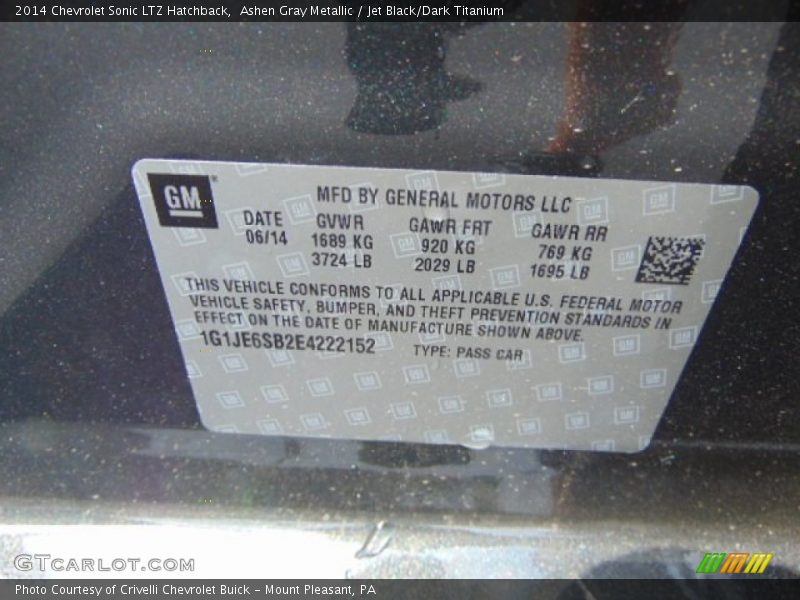 2014 Chevrolet Sonic LTZ Hatchback,  Ashen Gray Metallic / Jet Black/Dark Titanium
GM
MFD BY GENERAL MOTORS LLC
DATE GVWR GAWR FRT GAWR RR
06/14 1689 KG 920 KG 769 KG
3724 LB 2029 LB 1695 LB
THIS VEHICLE CONFORMS TO ALL APPLICABLE U.S. FEDERAL MOTOR
VEHICLE SAFETY, BUMPER, AND THEFT PREVENTION STANDARDS IN
EFFECT ON THE DATE OF MANUFACTURE SHOWN ABOVE.
1G1JE6SB2E4222152 TYPE: PASS CAR
GTCARLOT.COM
Photo Courtesy of Crivelli Chevrolet Buick - Mount Pleasant, PA